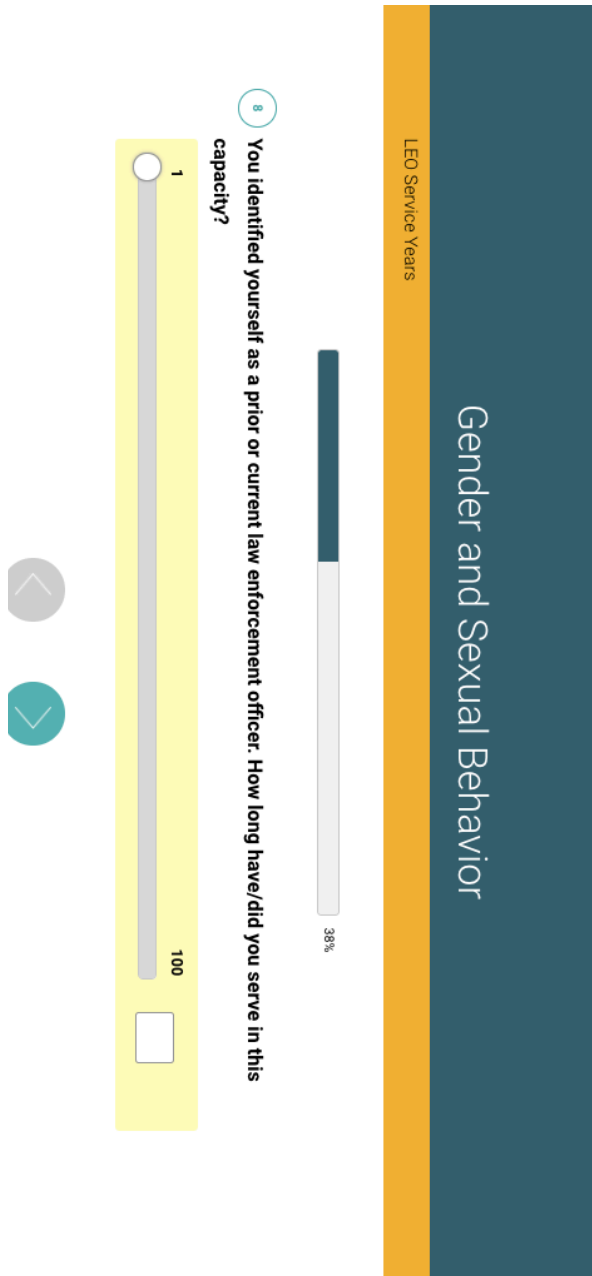 Gender and Sexual Behavior
LEO Service Years
38%
8
You identified yourself as a prior or current law enforcement officer. How long have/did you serve in this
capacity?
1
100